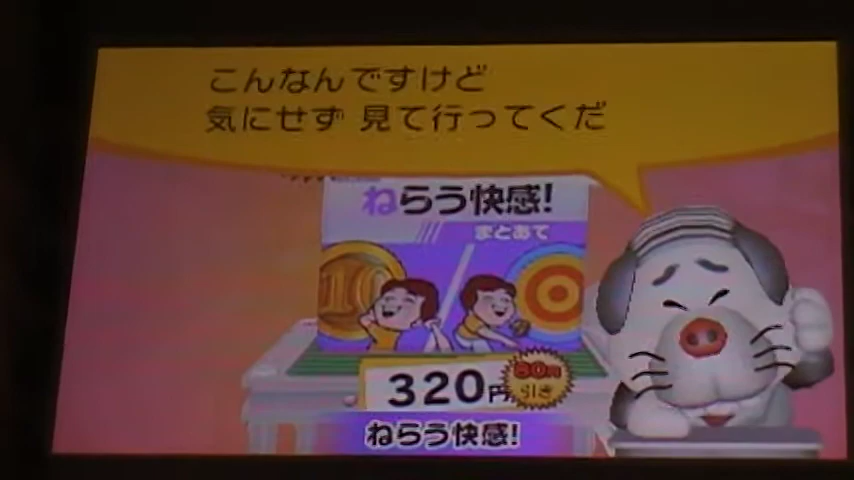 こんなんですけど
気にせず 見て行ってくだ
ねらう快感!
まとあて
10
320円
80円
引き
ねらう快感!